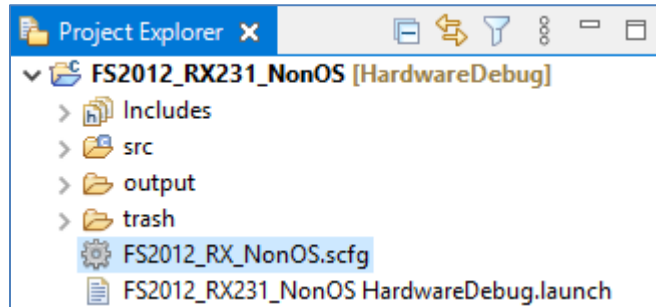 Project Explorer
FS2012_RX231_NonOS [HardwareDebug]
Includes
src
output
trash
FS2012_RX_NonOS.scfg
FS2012_RX231_NonOS HardwareDebug.launch